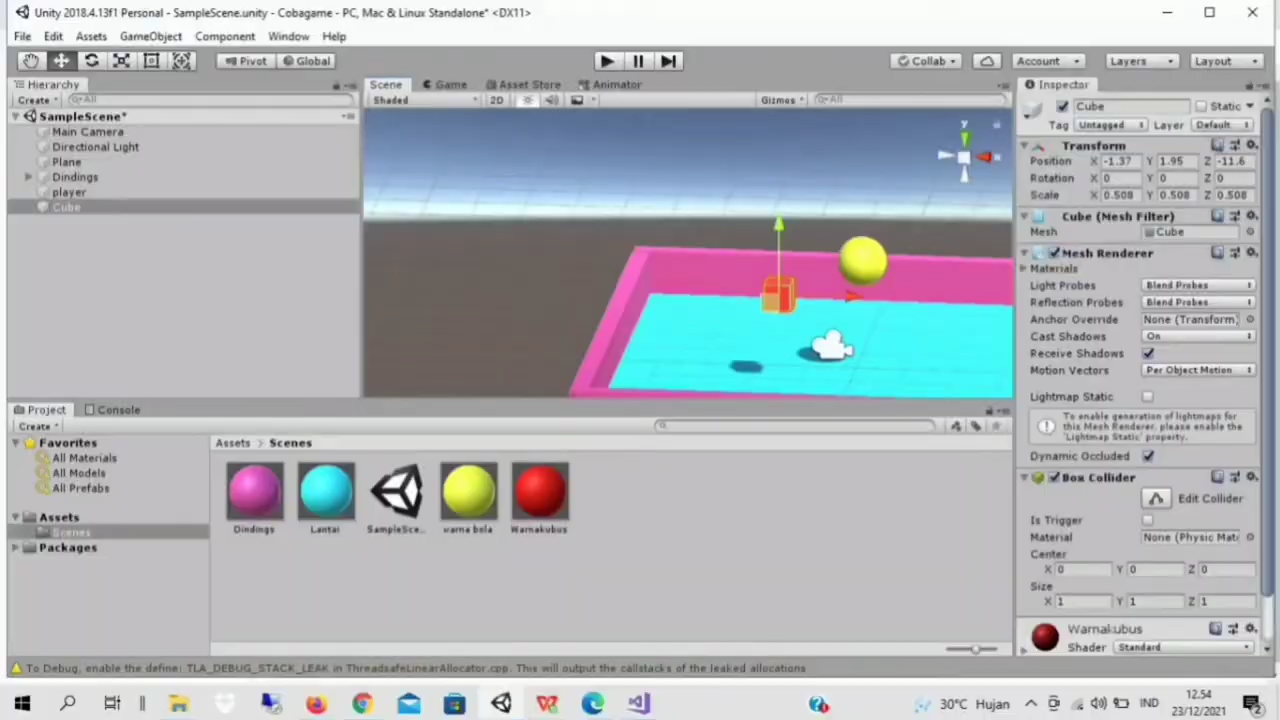 Unity 2018.4.13f1 Personal - SampleScene.unity - Cobagame - PC, Mac & Linux Standalone* <DX11>
File Edit Assets GameObject Component Window Help
Pivot Global Collab Account Layers Layout
Hierarchy
Create All
SampleScene*
Main Camera
Directional Light
Plane
Dindings
player
Cube
Scene Game Asset Store Animator
Shaded 2D Gizmos All
y
x
Inspector
Cube Static
Tag Untagged Layer Default
Transform
Position X -1.37 Y 1.95 Z -11.6
Rotation X 0 Y 0 Z 0
Scale X 0.508 Y 0.508 Z 0.508
Cube (Mesh Filter)
Mesh Cube
Mesh Renderer
Materials
Light Probes Blend Probes
Reflection Probes Blend Probes
Anchor Override None (Transform)
Cast Shadows On
Receive Shadows
Motion Vectors Per Object Motion
Lightmap Static
To enable generation of lightmaps for
this Mesh Renderer, please enable the
'Lightmap Static' property.
Dynamic Occluded
Box Collider
Edit Collider
Is Trigger
Material None (Physic Mat
Center
X 0 Y 0 Z 0
Size
X 1 Y 1 Z 1
Warnakubus
Shader Standard
Project Console
Create
Favorites
All Materials
All Models
All Prefabs
Assets
Scenes
Packages
Assets > Scenes
Dindings Lantai SampleSce... warna bola Warnakubus
To Debug, enable the define: TLA_DEBUG_STACK_LEAK in ThreadsafeLinearAllocator.cpp. This will output the callstacks of the leaked allocations
30°C Hujan IND
12.54
23/12/2021
2